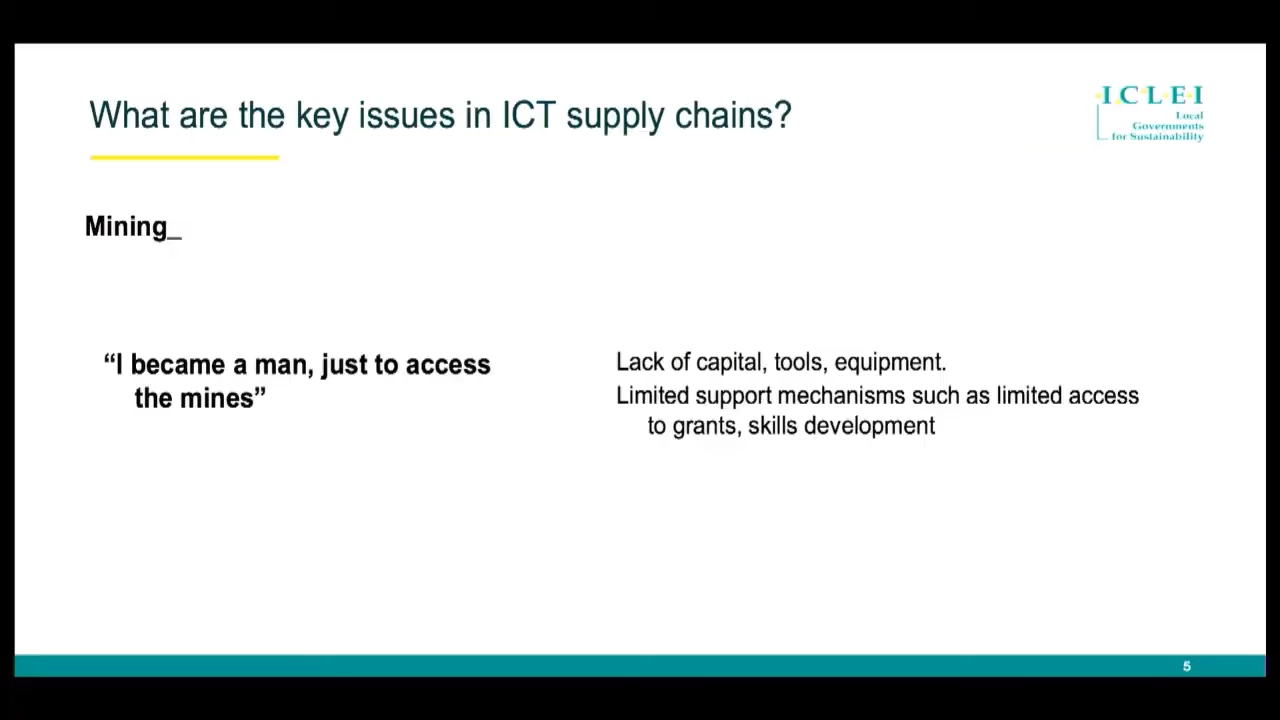 What are the key issues in ICT supply chains?
I.C.L.E.I
Local
Governments
for Sustainability
Mining_
“I became a man, just to access
the mines”
Lack of capital, tools, equipment.
Limited support mechanisms such as limited access
to grants, skills development
5